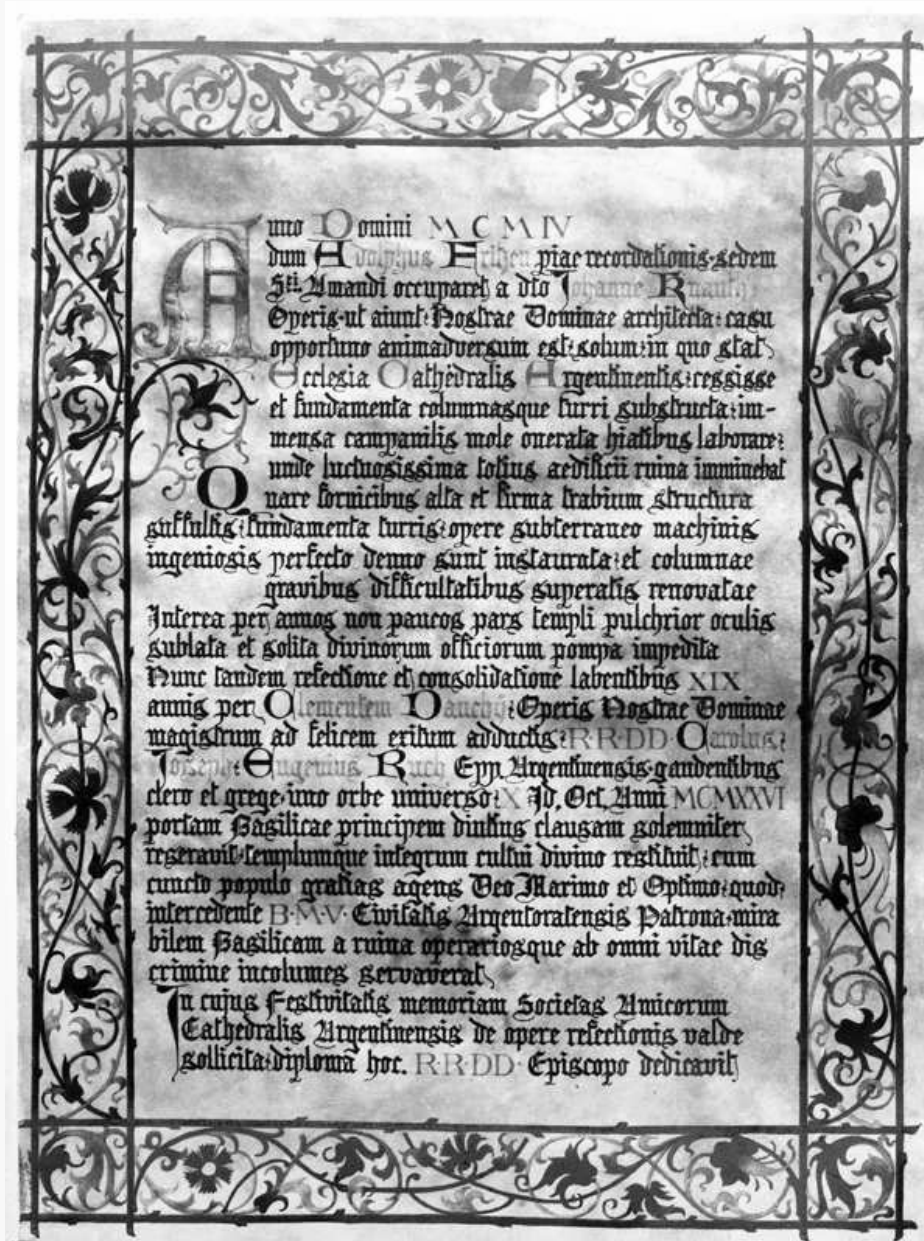 Anno Domini MCMIV
dum Adolphus Fritzen piae recordationis·sedem
Sti. Amandi occuparet a dto Johanne Knauth·
Operis·ut aiunt·Nostrae Dominae architecta·casu
opportuno animadversum est·solum·in quo stat
Ecclesia Cathedralis Argentinensis·cessisse
et fundamenta columnasque turri substructa·im-
mensa campanilis mole onerata hiatibus laborare·
unde luctuosissima totius aedificii ruina imminebat
Quare fornicibus alta et firma trabium structura
suffultis·fundamenta turris·opere subterraneo machinis
ingeniosis perfecto denuo sunt instaurata·et columnae
gravibus difficultatibus superatis renovatae
Interea per annos non paucos pars templi pulchrior oculis
sublata et solita divinorum officiorum pompa impedita
Nunc tandem refectione et consolidatione labentibus XIX
annis per Clementem Dauchy·Operis Nostrae Dominae
magistrum ad felicem exitum adductis·R·R·DD·Carolus·
Joseph·Eugenius Ruch Epp. Argentinensis·gaudentibus
clero et grege·imo orbe universo·X Id. Oct. Anni MCMXXVI
portam Basilicae principem diutius clausam solemniter
reseravit·templumque integrum cultui divino restituit·cum
cuncto populo gratias agens Deo Maximo et Optimo·quod·
intercedente B·M·V·Civitatis Argentoratensis Patrona·mira
bilem Basilicam a ruina operariosque ab omni vitae dis
crimine incolumes servaverat
In cujus Festivitatis memoriam Societas Amicorum
Cathedralis Argentinensis de opere refectionis valde
sollicita·diploma hoc. R·R·DD·Episcopo dedicavit